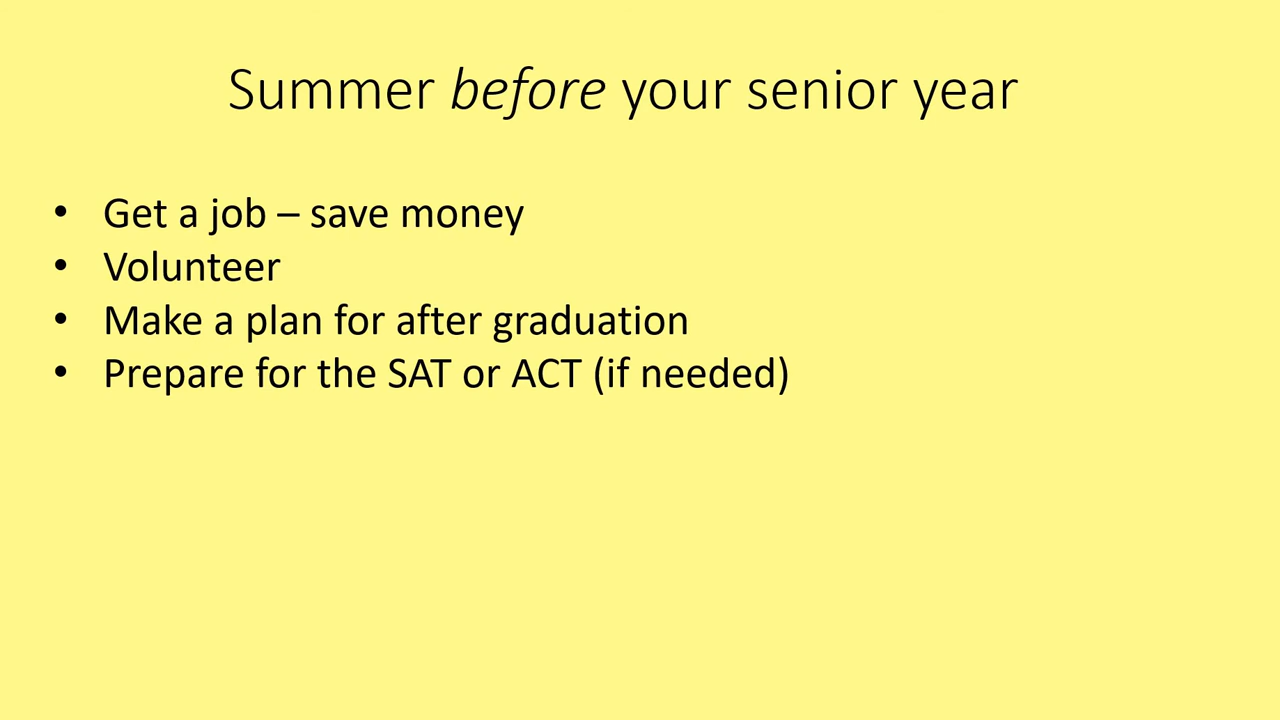 Summer before your senior year
• Get a job – save money
• Volunteer
• Make a plan for after graduation
• Prepare for the SAT or ACT (if needed)